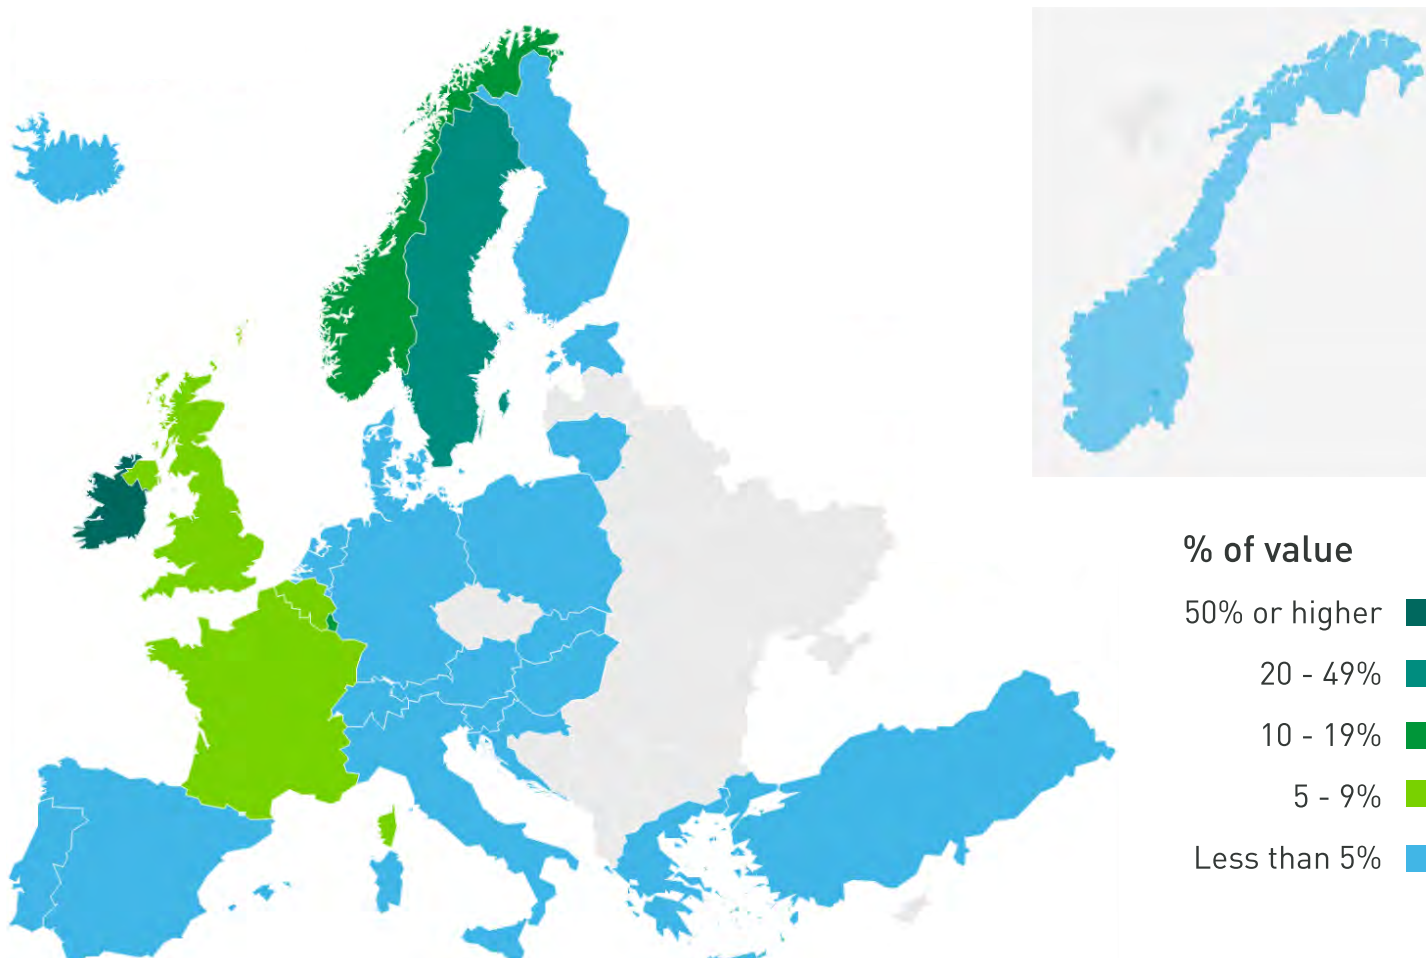 % of value
50% or higher
20 - 49%
10 - 19%
5 - 9%
Less than 5%